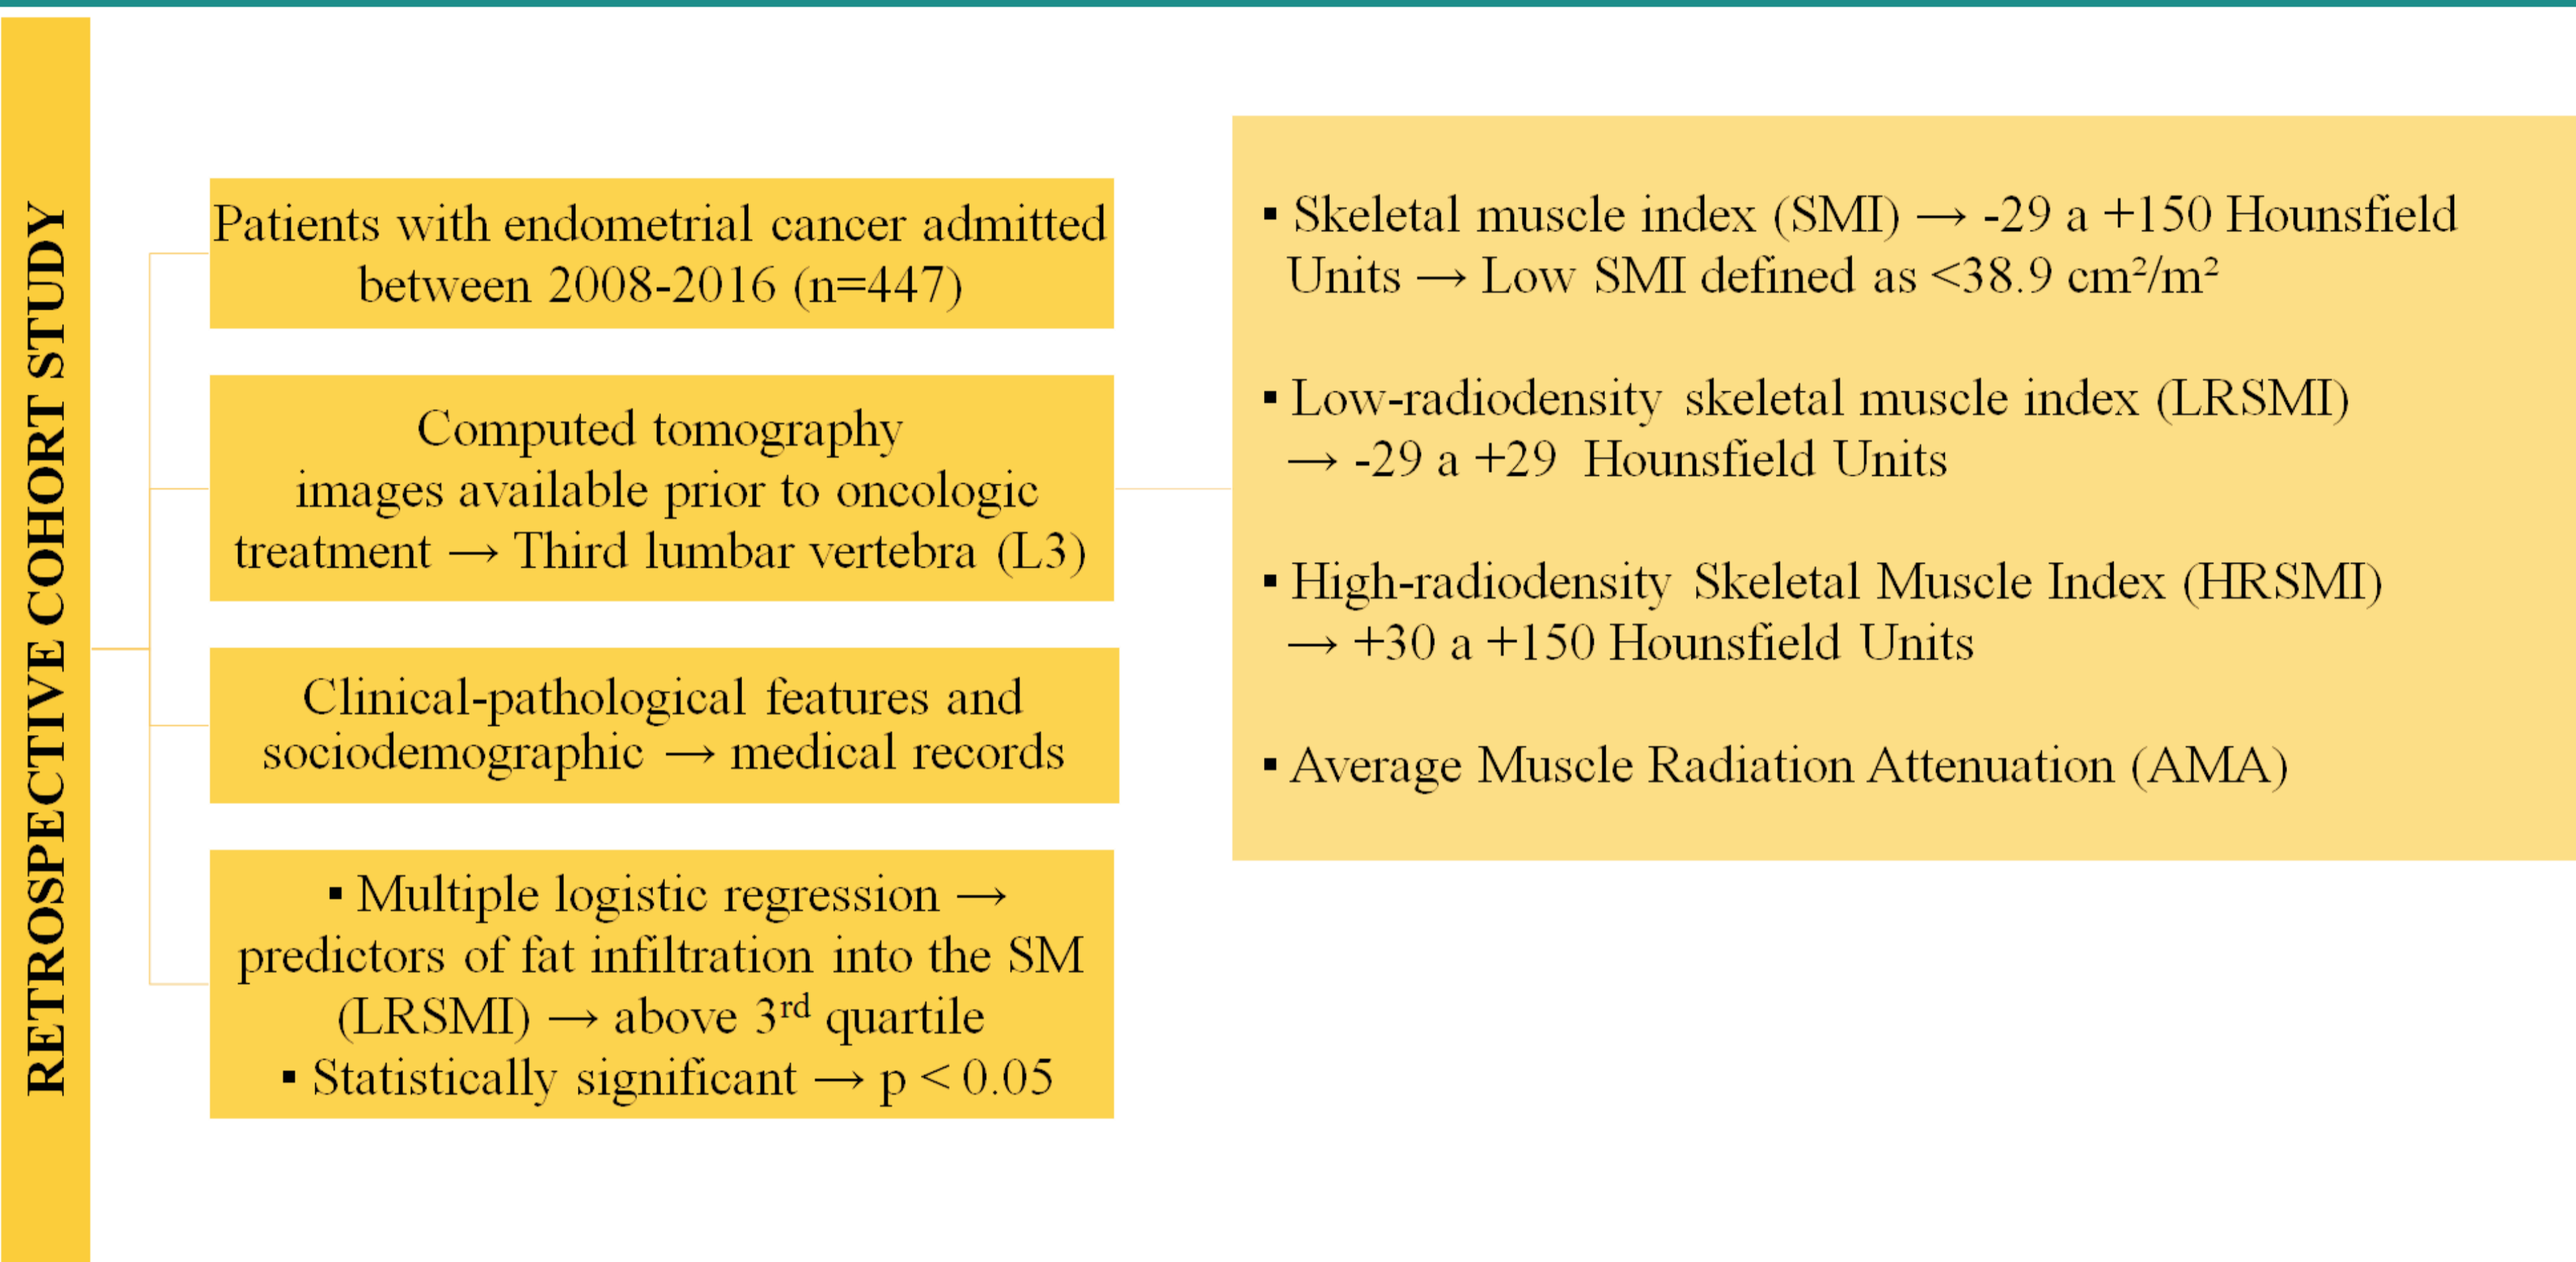 RETROSPECTIVE COHORT STUDY
Patients with endometrial cancer admitted
between 2008-2016 (n=447)
Computed tomography
images available prior to oncologic
treatment → Third lumbar vertebra (L3)
Clinical-pathological features and
sociodemographic → medical records
▪ Multiple logistic regression →
predictors of fat infiltration into the SM
(LRSMI) → above 3rd quartile
▪ Statistically significant → p < 0.05
▪ Skeletal muscle index (SMI) → -29 a +150 Hounsfield
Units → Low SMI defined as <38.9 cm²/m²
▪ Low-radiodensity skeletal muscle index (LRSMI)
→ -29 a +29 Hounsfield Units
▪ High-radiodensity Skeletal Muscle Index (HRSMI)
→ +30 a +150 Hounsfield Units
▪ Average Muscle Radiation Attenuation (AMA)